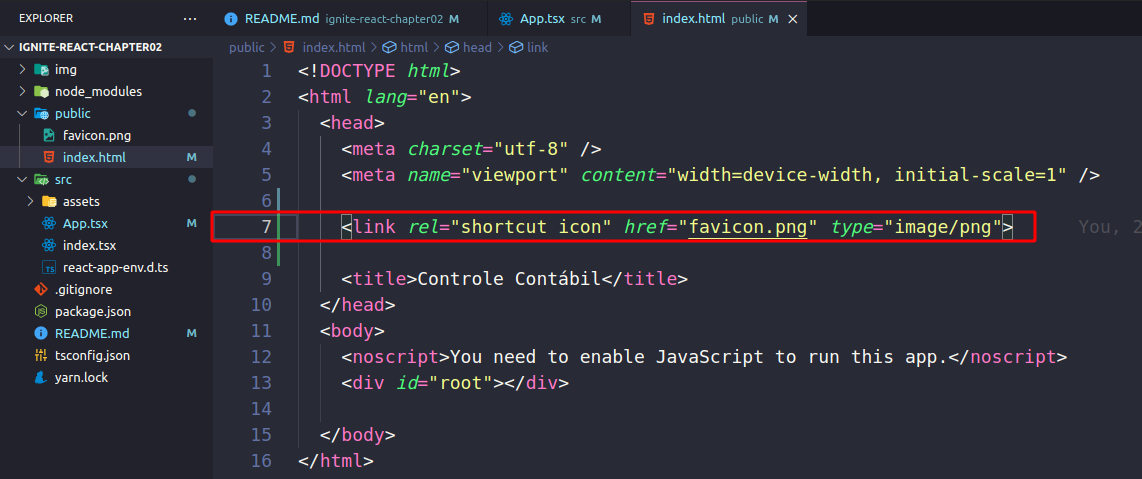 EXPLORER ...
IGNITE-REACT-CHAPTER02
img
node_modules
public
favicon.png
index.html M
src
assets
App.tsx M
index.tsx
react-app-env.d.ts
.gitignore
package.json
README.md M
tsconfig.json
yarn.lock
README.md ignite-react-chapter02 M
App.tsx src M
index.html public M
public > index.html > html > head > link
1 <!DOCTYPE html>
2 <html lang="en">
3 <head>
4 <meta charset="utf-8" />
5 <meta name="viewport" content="width=device-width, initial-scale=1" />
6
7 <link rel="shortcut icon" href="favicon.png" type="image/png"> You, 2
8
9 <title>Controle Contábil</title>
10 </head>
11 <body>
12 <noscript>You need to enable JavaScript to run this app.</noscript>
13 <div id="root"></div>
14
15 </body>
16 </html>